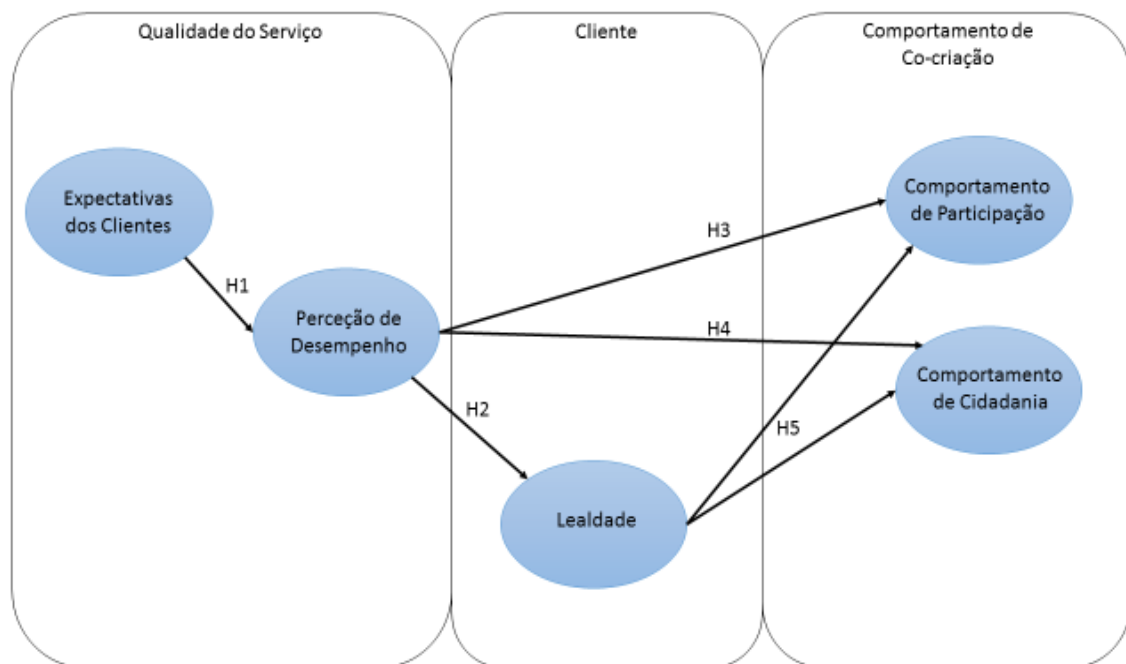 Qualidade do Serviço
Cliente
Comportamento de
Co-criação
Expectativas
dos Clientes
H1
Perceção de
Desempenho
H2
H3
H4
H5
Lealdade
Comportamento
de Participação
Comportamento
de Cidadania